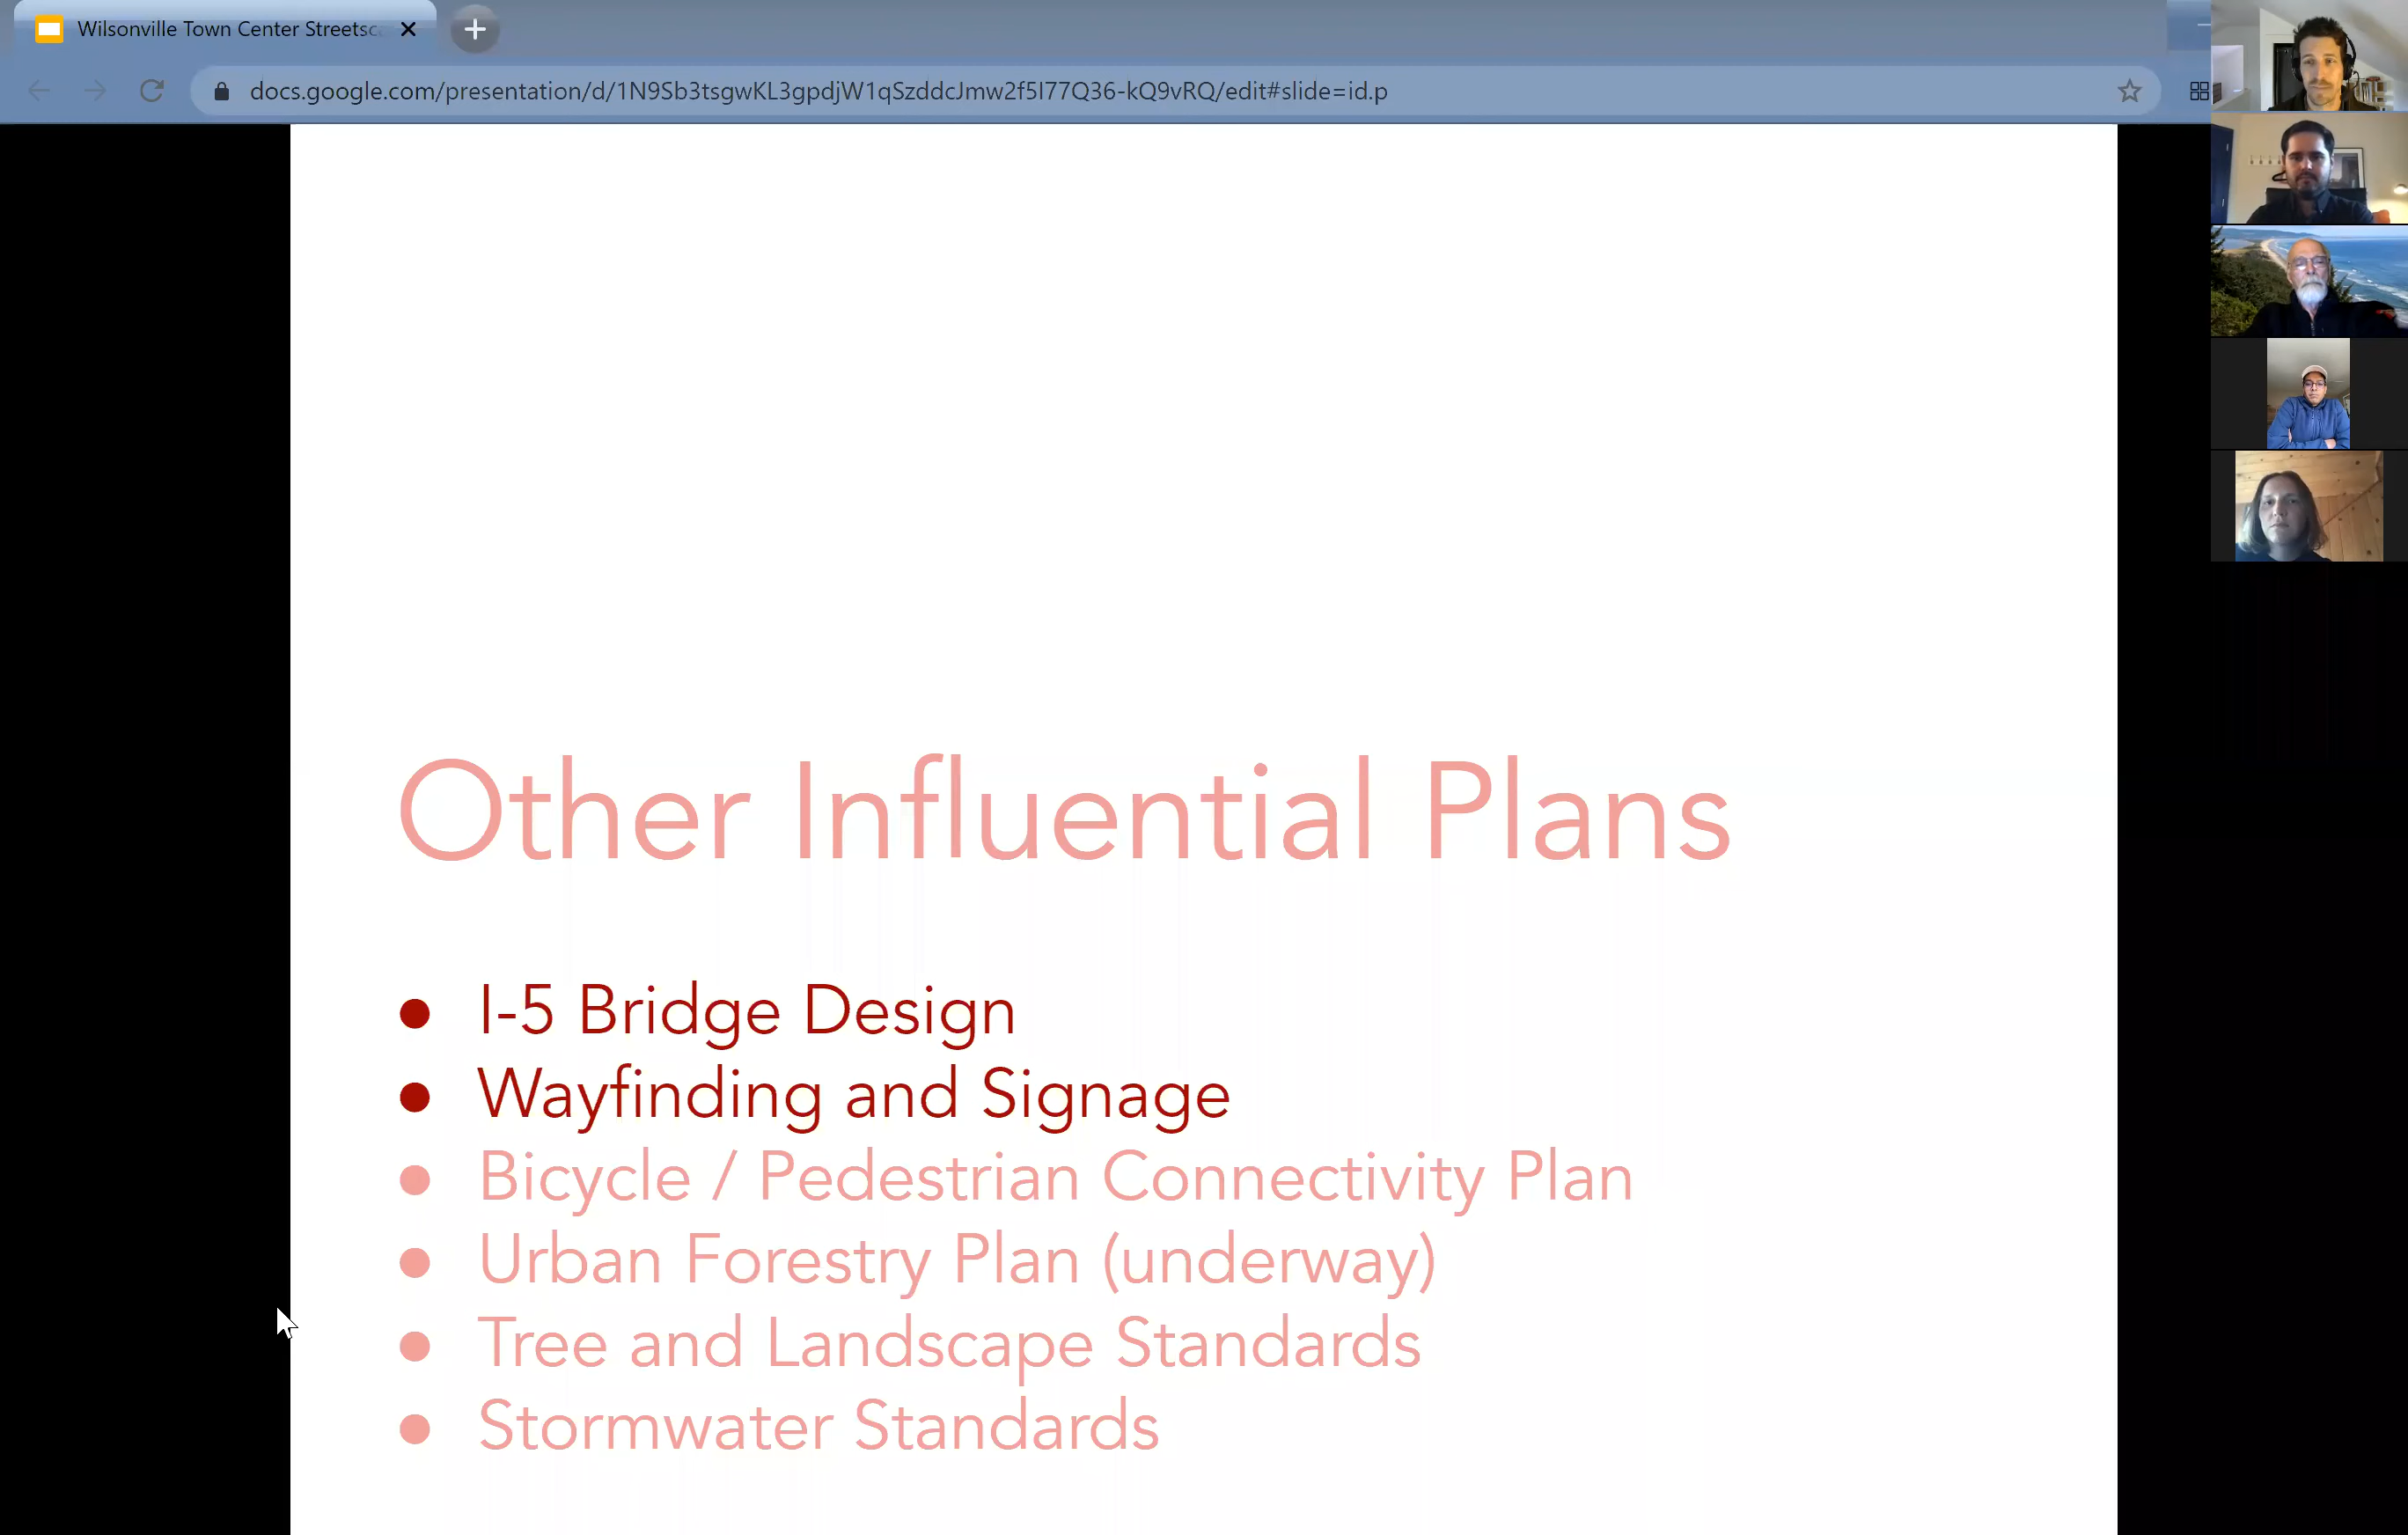 Wilsonville Town Center Streetsc
docs.google.com/presentation/d/1N9Sb3tsgwKL3gpdjW1qSzddcJmw2f5I77Q36-kQ9vRQ/edit#slide=id.p
Other Influential Plans
● I-5 Bridge Design
● Wayfinding and Signage
● Bicycle / Pedestrian Connectivity Plan
● Urban Forestry Plan (underway)
● Tree and Landscape Standards
● Stormwater Standards